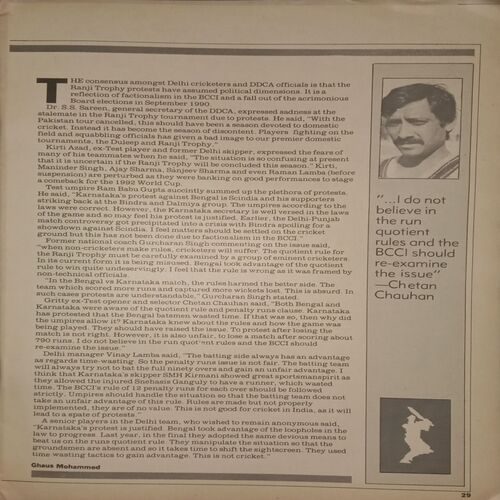 THE consensus amongst Delhi cricketers and DDCA officials is that the
Ranji Trophy protests have assumed political dimensions. It is a
reflection of factionalism in the BCCI and a fall out of the acrimonious
Board elections in September 1990.
Dr. S.S. Sareen, general secretary of the DDCA, expressed sadness at the
stalemate in the Ranji Trophy tournament due to protests. He said, "With the
Pakistan tour cancelled, this should have been a season devoted to domestic
cricket. Instead it has become the season of discontent. Players fighting on the
field and squabbling officials has given a bad image to our premier domestic
tournaments, the Duleep and Ranji Trophy."
Kirti Azad, ex-Test player and former Delhi skipper, expressed the fears of
many of his teammates when he said, "The situation is so confusing at present
that it is uncertain if the Ranji Trophy will be concluded this season." Kirti,
Maninder Singh, Ajay Sharma, Sanjeev Sharma and even Raman Lamba (before
suspension) are perturbed as they were banking on good performances to stage
a comeback for the 1992 World Cup.
Test umpire Ram Babu Gupta succintly summed up the plethora of protests.
He said, "Karnataka's protest against Bengal is Scindia and his supporters
striking back at the Bindra and Dalmiya group. The umpires according to the
laws were correct. However, the Karnataka secretary is well versed in the laws
of the game and so may feel his protest is justified. Earlier, the Delhi-Punjab
match controversy got precipitated into a crisis with Bindra spoiling for a
showdown against Scindia. I feel matters should be settled on the cricket
ground but this has not been done due to factionalism in the BCCI."
Former national coach Gurcharan Singh commenting on the issue said,
"when non-cricketers make rules, cricketers will suffer. The quotient rule for
the Ranji Trophy must be carefully examined by a group of eminent cricketers.
In its current form it is being misused. Bengal took advantage of the quotient
rule to win quite undeservingly. I feel that the rule is wrong as it was framed by
non-technical officials.
"In the Bengal vs Karnataka match, the rules harmed the better side. The
team which scored more runs and captured more wickets lost. This is absurd. In
such cases protests are understandable," Gurcharan Singh stated.
Gritty ex-Test opener and selector Chetan Chauhan said, "Both Bengal and
Karnataka were aware of the quotient rule and penalty runs clause. Karnataka
has protested that the Bengal batsmen wasted time. If that was so, then why did
the umpires allow it? Karnataka knew about the rules and how the game was
being played. They should have raised the issue. To protest after losing the
match is not right. However, it is also unfair, to lose a match after scoring about
790 runs. I do not believe in the run quotient rules and the BCCI should
re-examine the issue."
Delhi manager Vinay Lamba said, "The batting side always has an advantage
as regards time-wasting. So the penalty runs issue is not fair. The batting team
will always try not to bat the full ninety overs and gain an unfair advantage. I
think that Karnataka's skipper SMH Kirmani showed great sportsmanspirit as
they allowed the injured Snehasis Ganguly to have a runner, which wasted
time. The BCCI's rule of 12 penalty runs for each over should be followed
strictly. Umpires should handle the situation so that the batting team does not
take an unfair advantage of this rule. Rules are made but not properly
implemented, they are of no value. This is not good for cricket in India, as it will
lead to a spate of protests."
A senior players in the Delhi team, who wished to remain anonymous said,
"Karnataka's protest is justified. Bengal took advantage of the loopholes in the
law to progress. Last year, in the final they adopted the same devious means to
beat us on the runs quotient rule. They manipulate the situation so that the
groundsmen are absent and so it takes time to shift the sightscreen. They used
time wasting tactics to gain advantage. This is not cricket."
Ghaus Mohammed
"...I do not
believe in
the run
quotient
rules and the
BCCI should
re-examine
the issue"
—Chetan
Chauhan
29